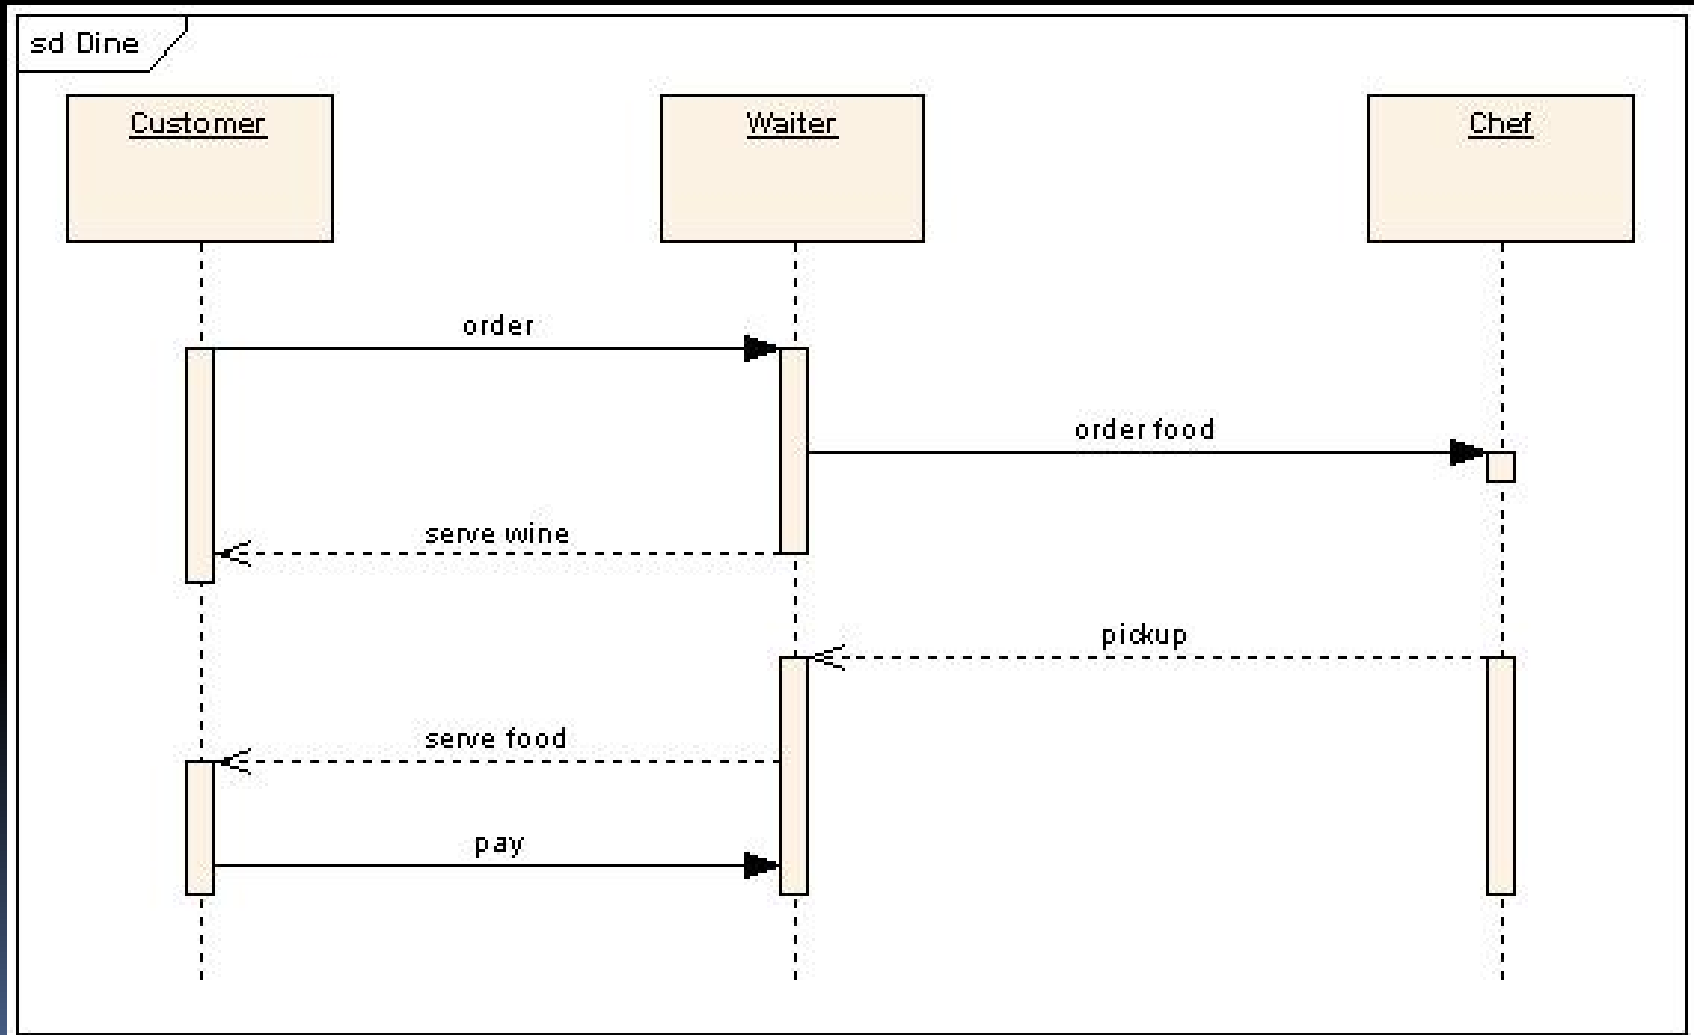 sd Dine
Customer
Waiter
Chef
order
order food
serve wine
pickup
serve food
pay